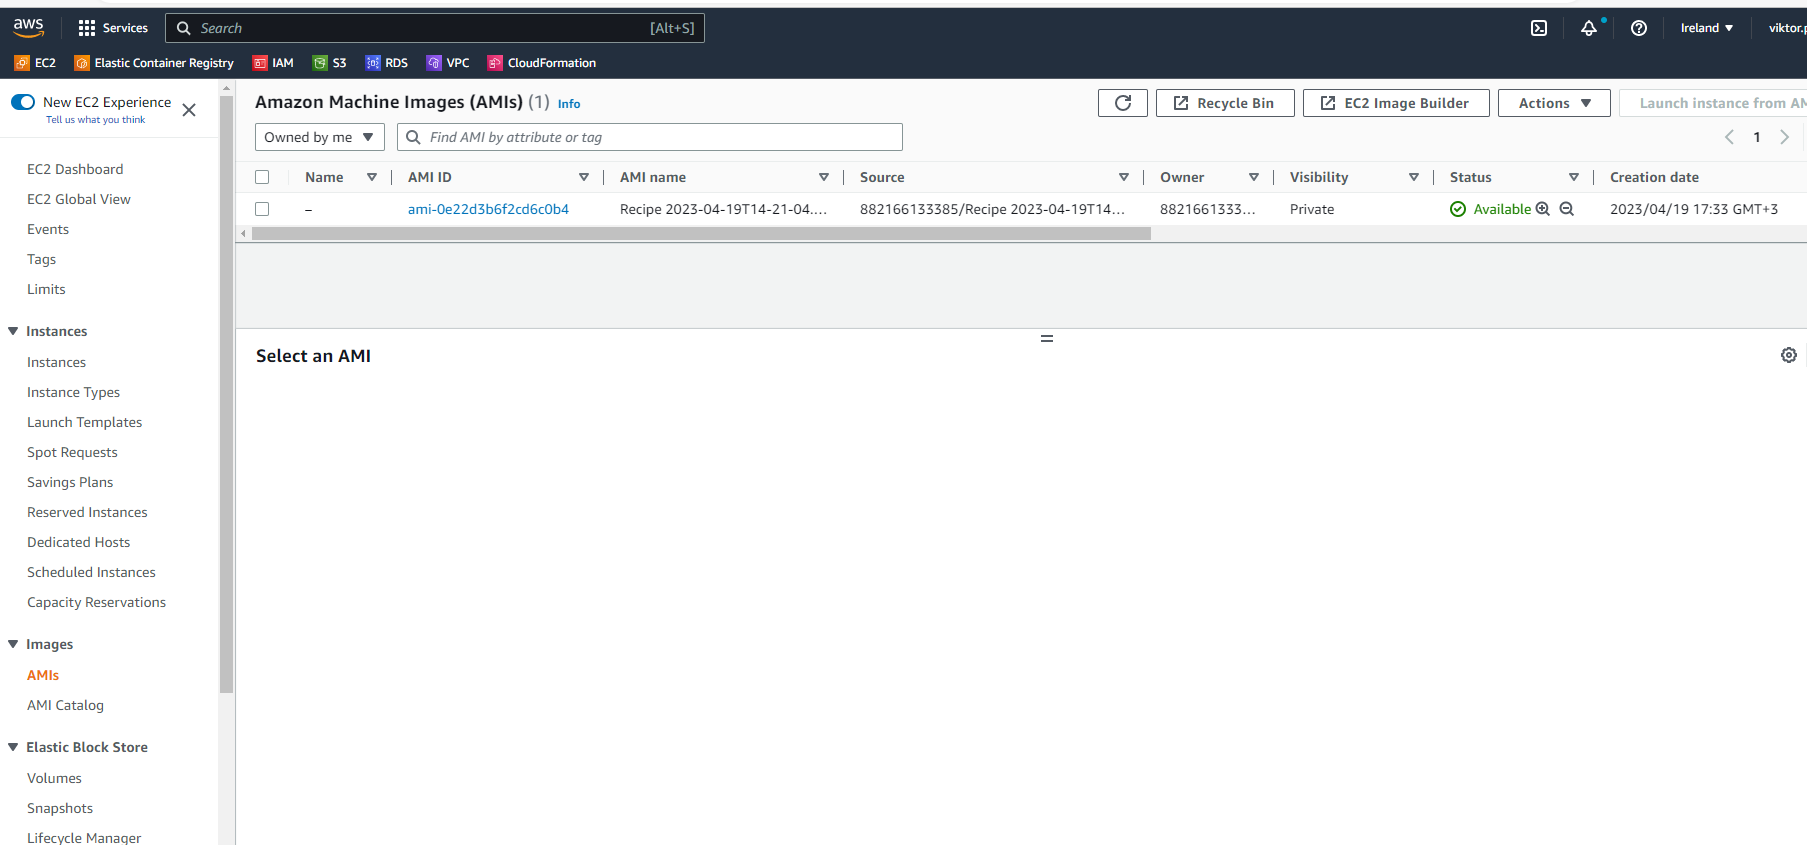 aws
Services
Search
[Alt+S]
Ireland
viktor.p
EC2
Elastic Container Registry
IAM
S3
RDS
VPC
CloudFormation
New EC2 Experience
Tell us what you think
EC2 Dashboard
EC2 Global View
Events
Tags
Limits
Instances
Instances
Instance Types
Launch Templates
Spot Requests
Savings Plans
Reserved Instances
Dedicated Hosts
Scheduled Instances
Capacity Reservations
Images
AMIs
AMI Catalog
Elastic Block Store
Volumes
Snapshots
Lifecycle Manager
Amazon Machine Images (AMIs) (1) Info
Recycle Bin
EC2 Image Builder
Actions
Launch instance from AM
Owned by me
Find AMI by attribute or tag
1
Name AMI ID AMI name Source Owner Visibility Status Creation date
– ami-0e22d3b6f2cd6c0b4 Recipe 2023-04-19T14-21-04.... 882166133385/Recipe 2023-04-19T14... 8821661333... Private Available 2023/04/19 17:33 GMT+3
Select an AMI